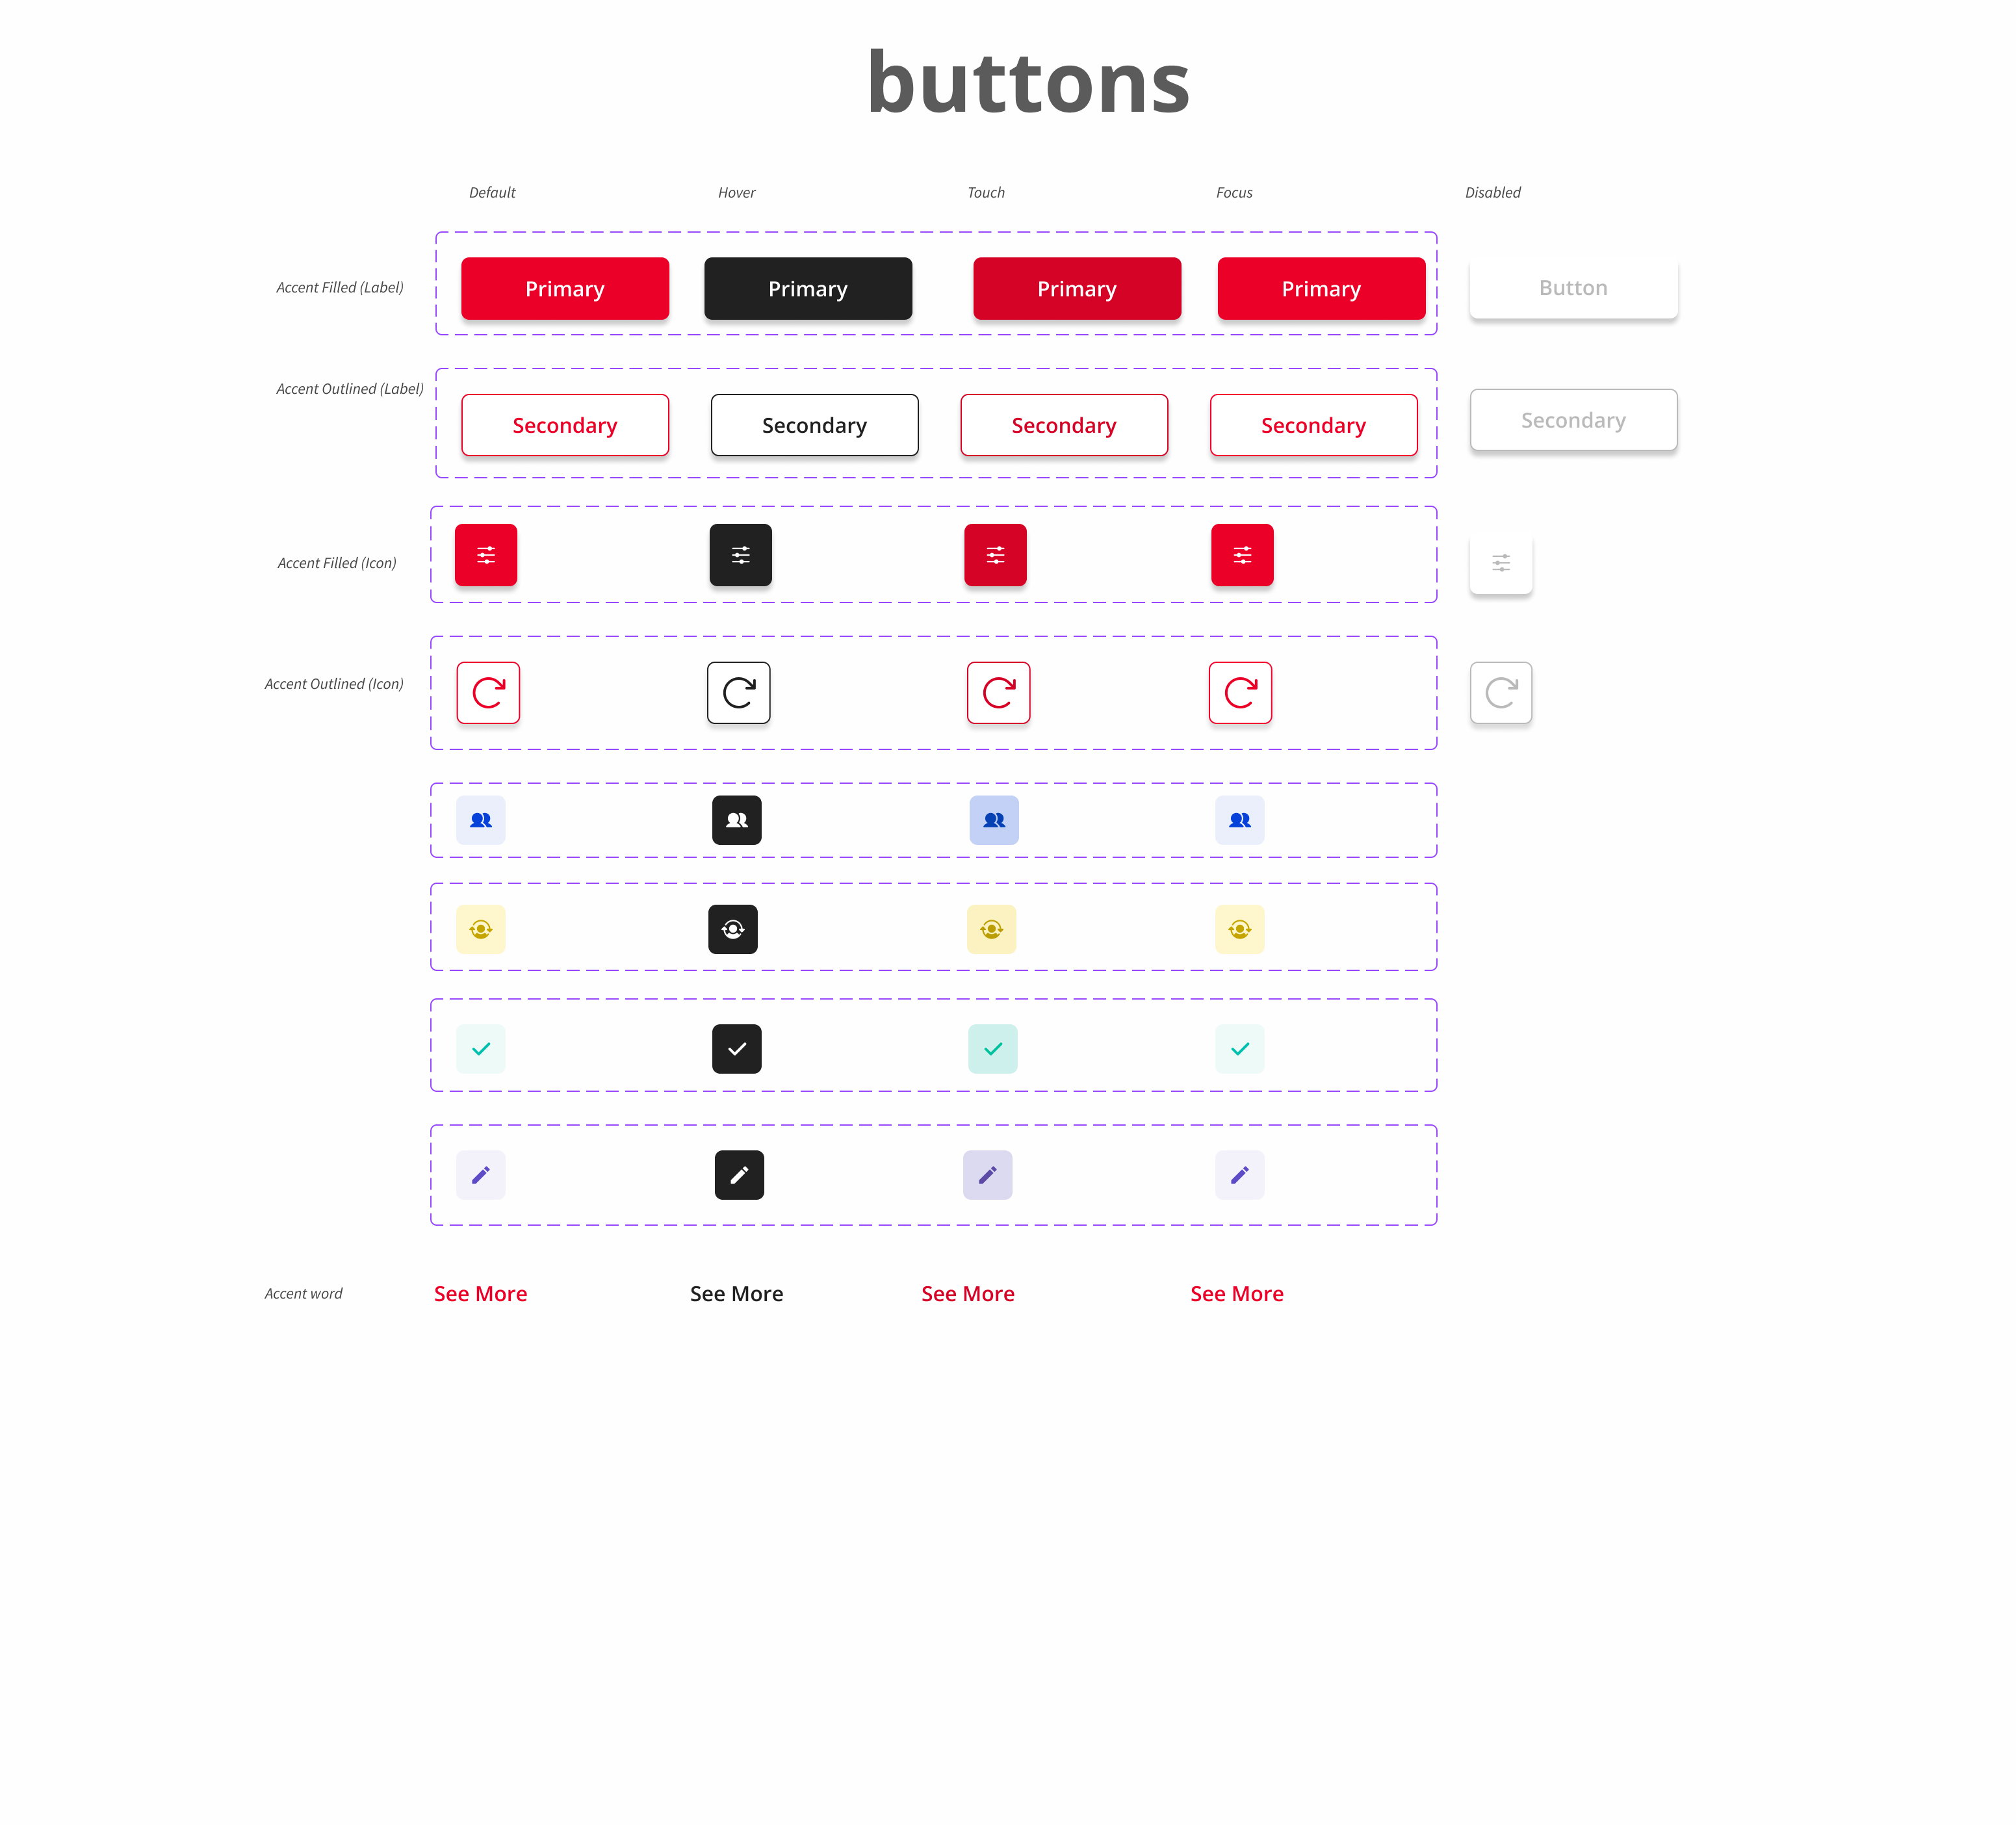 buttons
Default Hover Touch Focus Disabled
Accent Filled (Label) Primary Primary Primary Primary Button
Accent Outlined (Label) Secondary Secondary Secondary Secondary Secondary
Accent Filled (Icon)
Accent Outlined (Icon)
Accent word See More See More See More See More